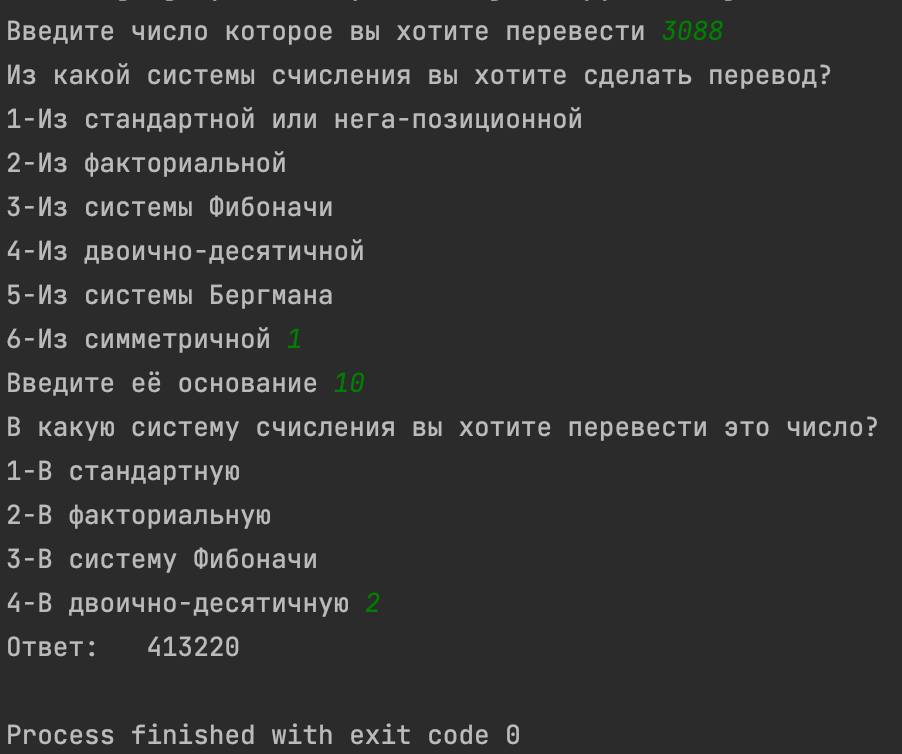 Введите число которое вы хотите перевести 3088
Из какой системы счисления вы хотите сделать перевод?
1-Из стандартной или нега-позиционной
2-Из факториальной
3-Из системы Фибоначи
4-Из двоично-десятичной
5-Из системы Бергмана
6-Из симметричной 1
Введите её основание 10
В какую систему счисления вы хотите перевести это число?
1-В стандартную
2-В факториальную
3-В систему Фибоначи
4-В двоично-десятичную 2
Ответ:   413220
Process finished with exit code 0